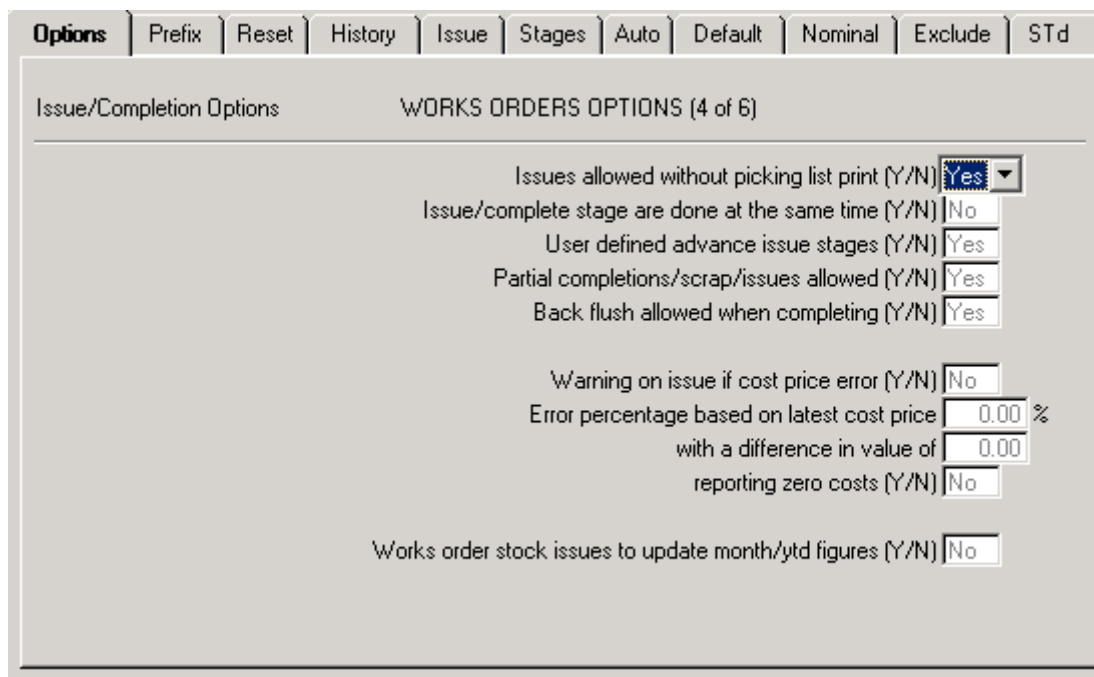 Options Prefix Reset History Issue Stages Auto Default Nominal Exclude STd
Issue/Completion Options WORKS ORDERS OPTIONS (4 of 6)
Issues allowed without picking list print (Y/N) Yes
Issue/complete stage are done at the same time (Y/N) No
User defined advance issue stages (Y/N) Yes
Partial completions/scrap/issues allowed (Y/N) Yes
Back flush allowed when completing (Y/N) Yes
Warning on issue if cost price error (Y/N) No
Error percentage based on latest cost price 0.00 %
with a difference in value of 0.00
reporting zero costs (Y/N) No
Works order stock issues to update month/ytd figures (Y/N) No